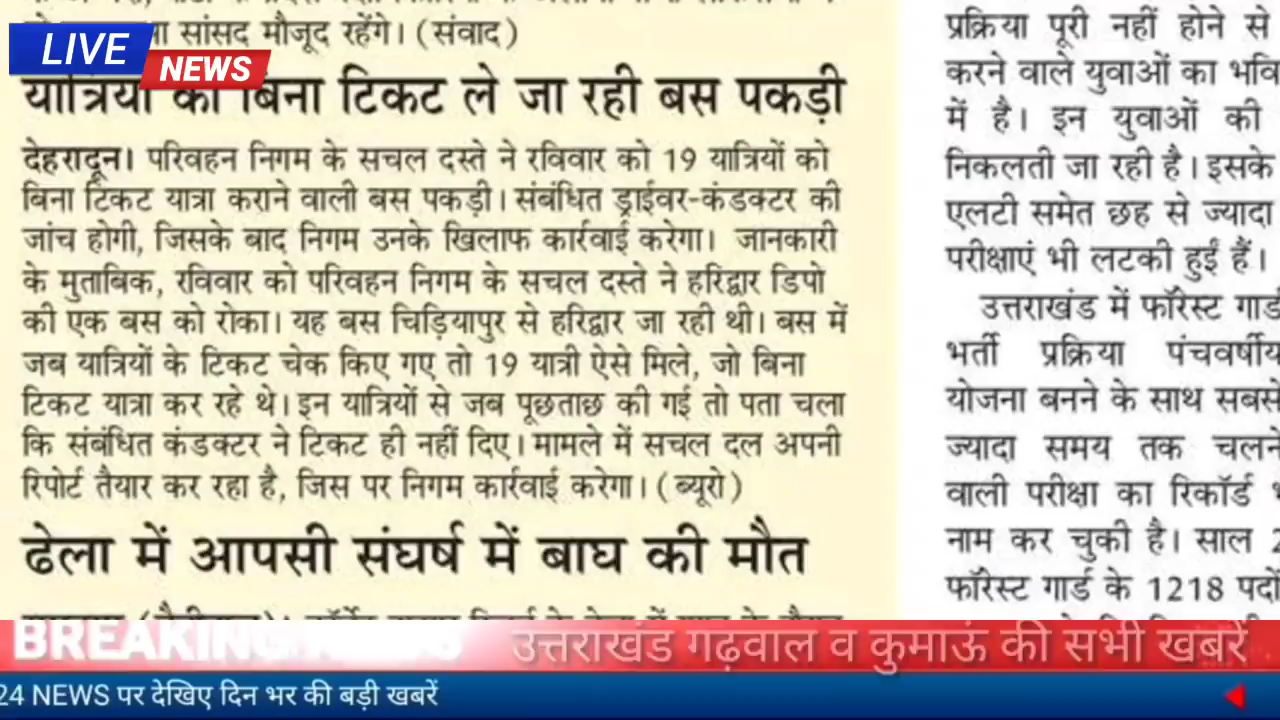 सांसद मौजूद रहेंगे। (संवाद)
LIVE
NEWS
यात्रियों को बिना टिकट ले जा रही बस पकड़ी
देहरादून। परिवहन निगम के सचल दस्ते ने रविवार को 19 यात्रियों को
बिना टिकट यात्रा कराने वाली बस पकड़ी। संबंधित ड्राईवर-कंडक्टर की
जांच होगी, जिसके बाद निगम उनके खिलाफ कार्रवाई करेगा। जानकारी
के मुताबिक, रविवार को परिवहन निगम के सचल दस्ते ने हरिद्वार डिपो
की एक बस को रोका। यह बस चिड़ियापुर से हरिद्वार जा रही थी। बस में
जब यात्रियों के टिकट चेक किए गए तो 19 यात्री ऐसे मिले, जो बिना
टिकट यात्रा कर रहे थे। इन यात्रियों से जब पूछताछ की गई तो पता चला
कि संबंधित कंडक्टर ने टिकट ही नहीं दिए। मामले में सचल दल अपनी
रिपोर्ट तैयार कर रहा है, जिस पर निगम कार्रवाई करेगा। (ब्यूरो)
ढेला में आपसी संघर्ष में बाघ की मौत
प्रक्रिया पूरी नहीं होने से
करने वाले युवाओं का भवि
में है। इन युवाओं की
निकलती जा रही है। इसके
एलटी समेत छह से ज्यादा
परीक्षाएं भी लटकी हुईं हैं।
उत्तराखंड में फॉरेस्ट गार्ड
भर्ती प्रक्रिया पंचवर्षीय
योजना बनने के साथ सबसे
ज्यादा समय तक चलने
वाली परीक्षा का रिकॉर्ड
नाम कर चुकी है। साल 2
फॉरेस्ट गार्ड के 1218 पदों
BREAKING NEWS
उत्तराखंड गढ़वाल व कुमाऊं की सभी खबरें
24 NEWS पर देखिए दिन भर की बड़ी खबरें